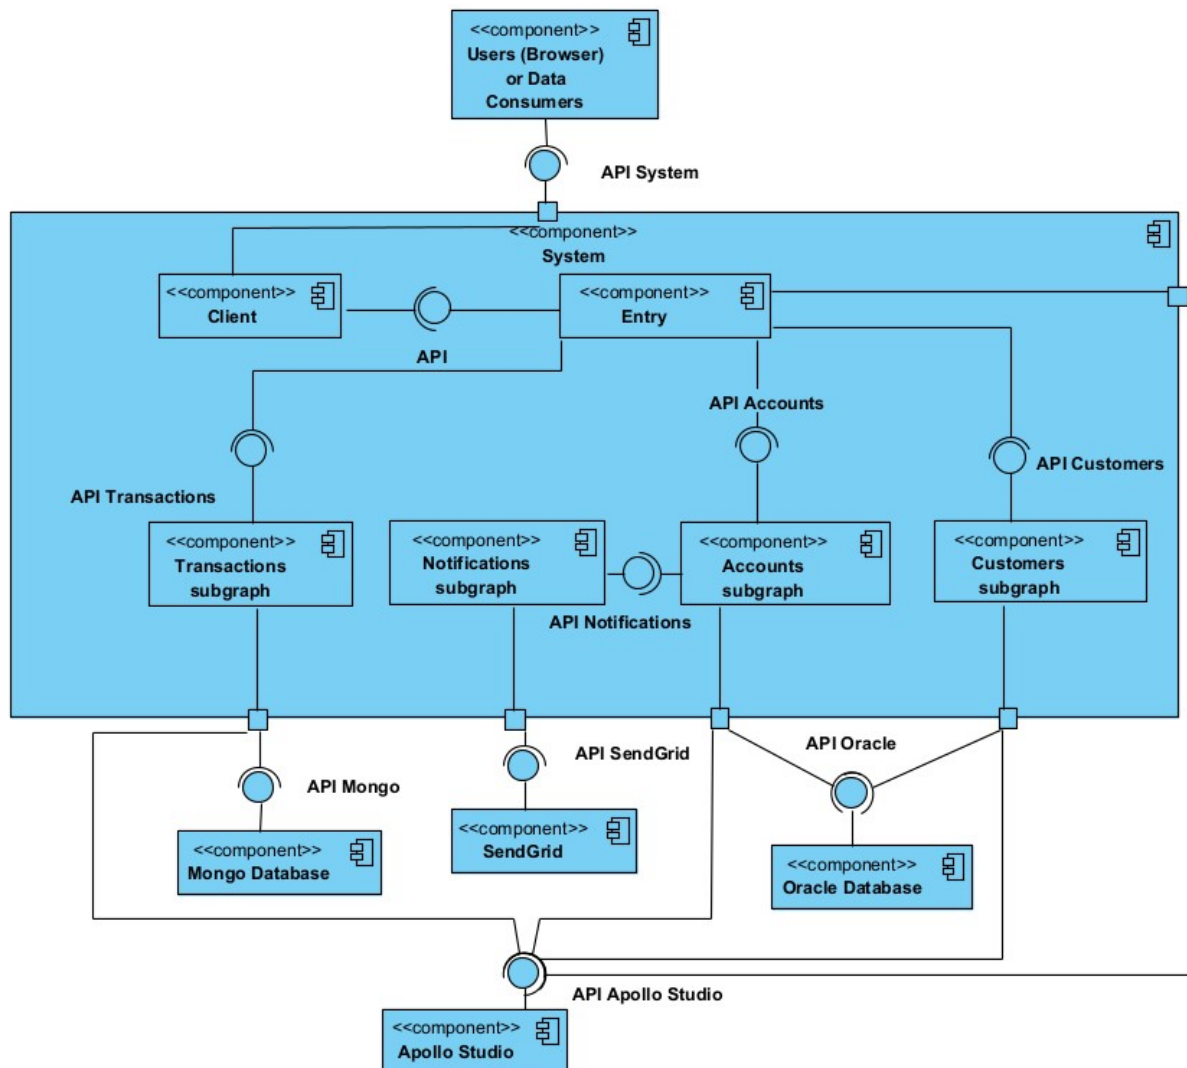 <<component>>
Users (Browser)
or Data
Consumers
API System
<<component>>
System
<<component>>
Client
API
<<component>>
Entry
API Accounts
API Customers
API Transactions
<<component>>
Transactions
subgraph
<<component>>
Notifications
subgraph
API Notifications
<<component>>
Accounts
subgraph
<<component>>
Customers
subgraph
API Mongo
API SendGrid
API Oracle
<<component>>
Mongo Database
<<component>>
SendGrid
<<component>>
Oracle Database
API Apollo Studio
<<component>>
Apollo Studio